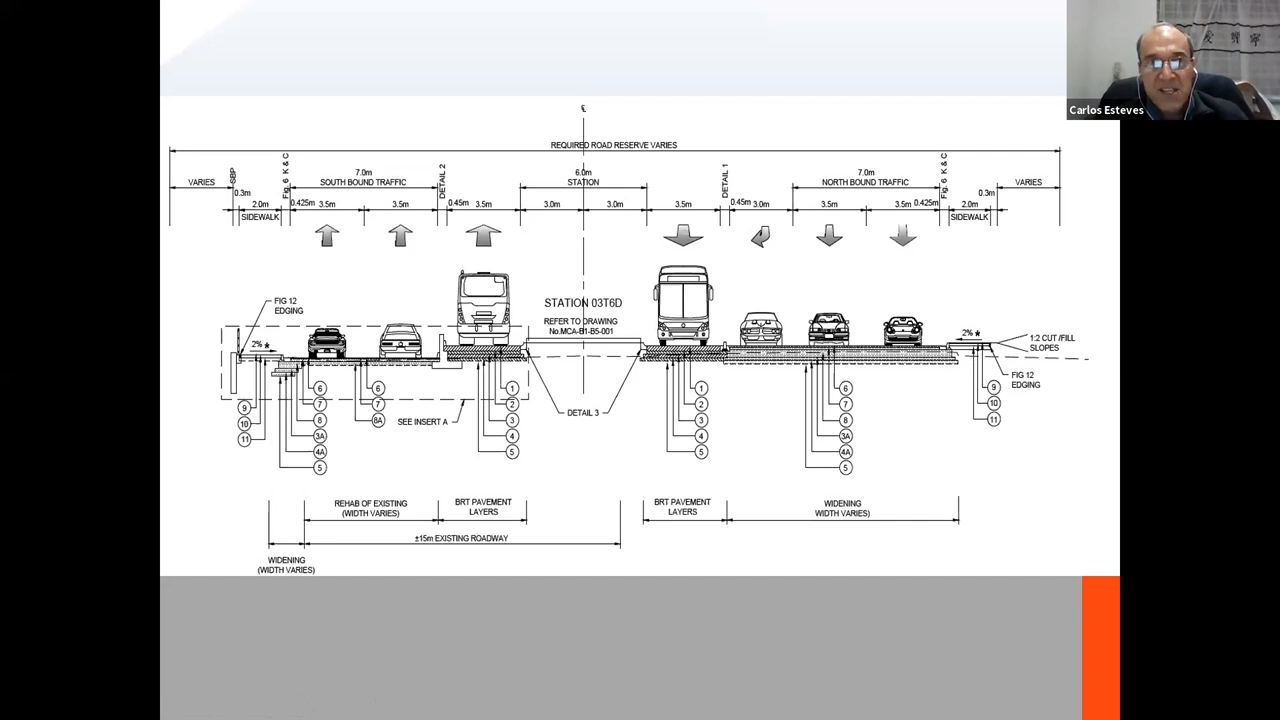 Carlos Esteves
℄
REQUIRED ROAD RESERVE VARIES
VARIES
SBP
0.3m
2.0m
SIDEWALK
Fig. 6 K & C
0.425m
7.0m
SOUTH BOUND TRAFFIC
3.5m
3.5m
DETAIL 2
0.45m
3.5m
6.0m
STATION
3.0m
3.0m
3.5m
DETAIL 1
0.45m
3.0m
7.0m
NORTH BOUND TRAFFIC
3.5m
3.5m
0.425m
Fig. 6 K & C
0.3m
2.0m
SIDEWALK
VARIES
FIG 12
EDGING
2% *
STATION 03T6D
REFER TO DRAWING
No.MCA-B1-B5-001
2% *
1:2 CUT /FILL
SLOPES
FIG 12
EDGING
9
10
11
6
7
8
3A
4A
5
6
7
8A
SEE INSERT A
1
2
3
4
5
DETAIL 3
1
2
3
4
5
6
7
8
3A
4A
5
9
10
11
REHAB OF EXISTING
(WIDTH VARIES)
BRT PAVEMENT
LAYERS
BRT PAVEMENT
LAYERS
WIDENING
WIDTH VARIES)
±15m EXISTING ROADWAY
WIDENING
(WIDTH VARIES)